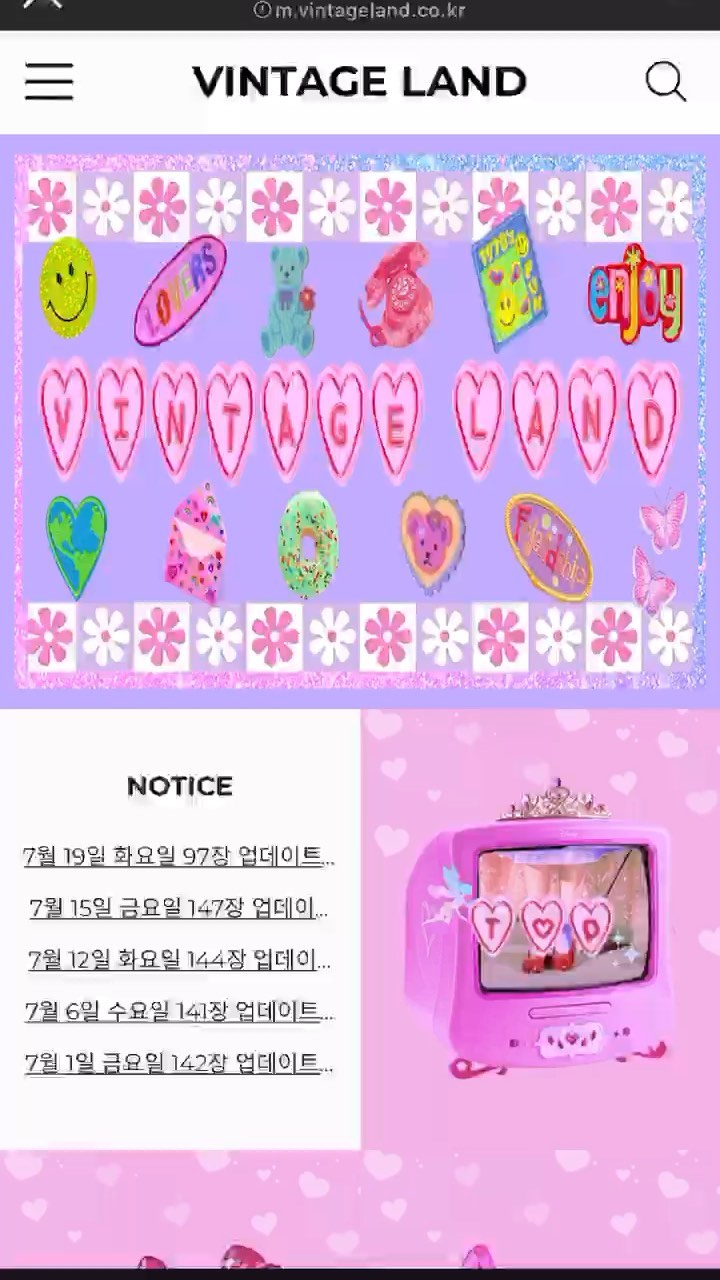 m.vintageland.co.kr
VINTAGE LAND
LOVERS
1970's
FUN
enjoy
VINTAGE LAND
Friendship
NOTICE
7월 19일 화요일 97장 업데이트...
7월 15일 금요일 147장 업데이...
7월 12일 화요일 144장 업데이...
7월 6일 수요일 141장 업데이트...
7월 1일 금요일 142장 업데이트...
TOP